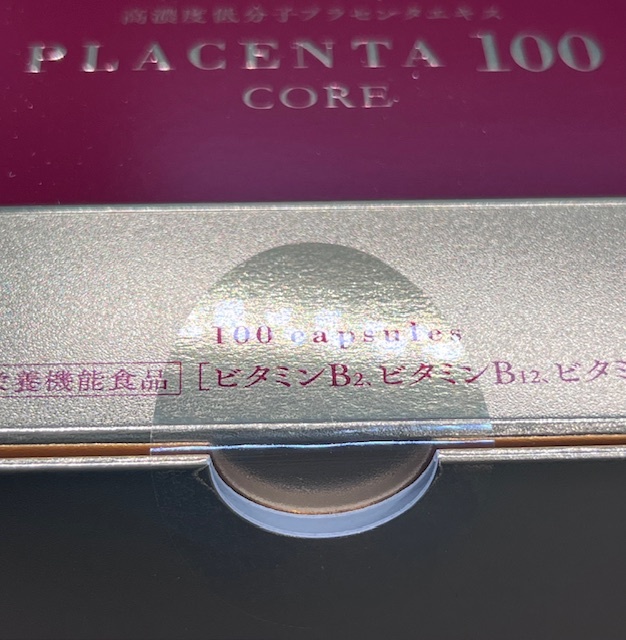 高濃度低分子プラセンタエキス
PLACENTA 100
CORE
100 capsules
栄養機能食品 [ビタミンB2、ビタミンB12、ビタミ